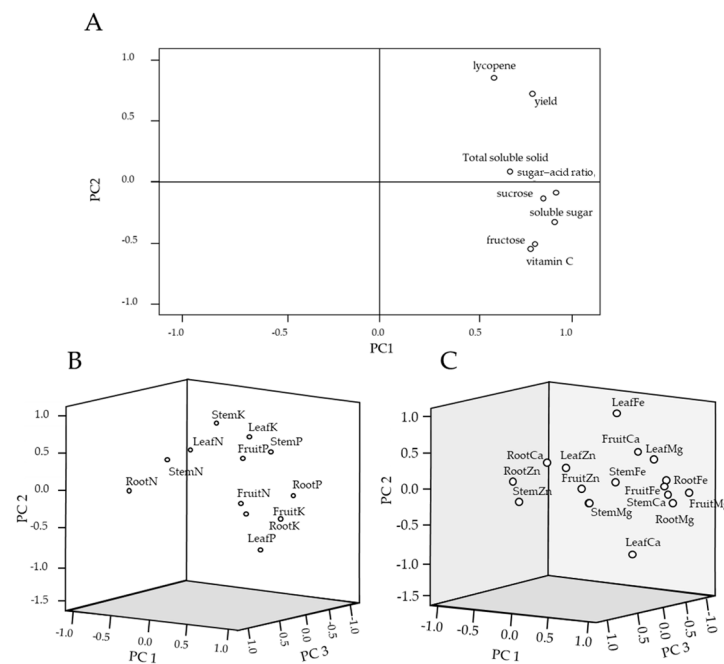 A
1.0
0.5
0.0
-0.5
-1.0
PC2
lycopene
yield
Total soluble solid
sugar-acid ratio,
sucrose
soluble sugar
fructose
vitamin C
-1.0
-0.5
0.0
0.5
1.0
PC1
B
1.0
0.5
0.0
-0.5
-1.0
-1.5
PC 2
StemK
LeafK
LeafN
StemP
FruitP
StemN
RootN
RootP
FruitN
FruitK
RootK
LeafP
-1.0
-0.5
0.0
0.5
1.0
PC 1
1.0
0.5
0.0
-0.5
-1.0
PC 3
C
1.0
0.5
0.0
-0.5
-1.0
-1.5
PC 2
LeafFe
FruitCa
LeafMg
RootCa
LeafZn
RootZn
StemFe
FruitZn
RootFe
StemZn
FruitFe
FruitM
StemCa
StemMg
RootMg
LeafCa
-1.0
-0.5
0.0
0.5
1.0
PC 1
1.0
0.5
0.0
-0.5
-1.0
PC 3